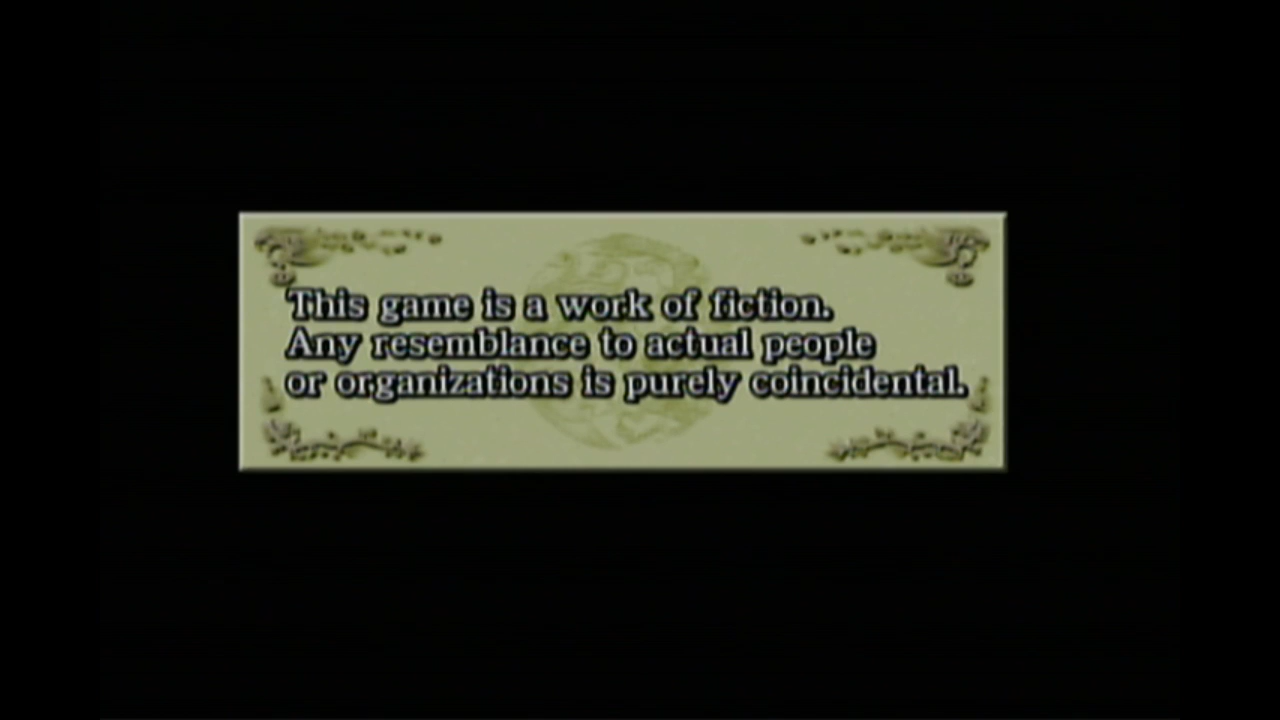 This game is a work of fiction.
Any resemblance to actual people
or organizations is purely coincidental.